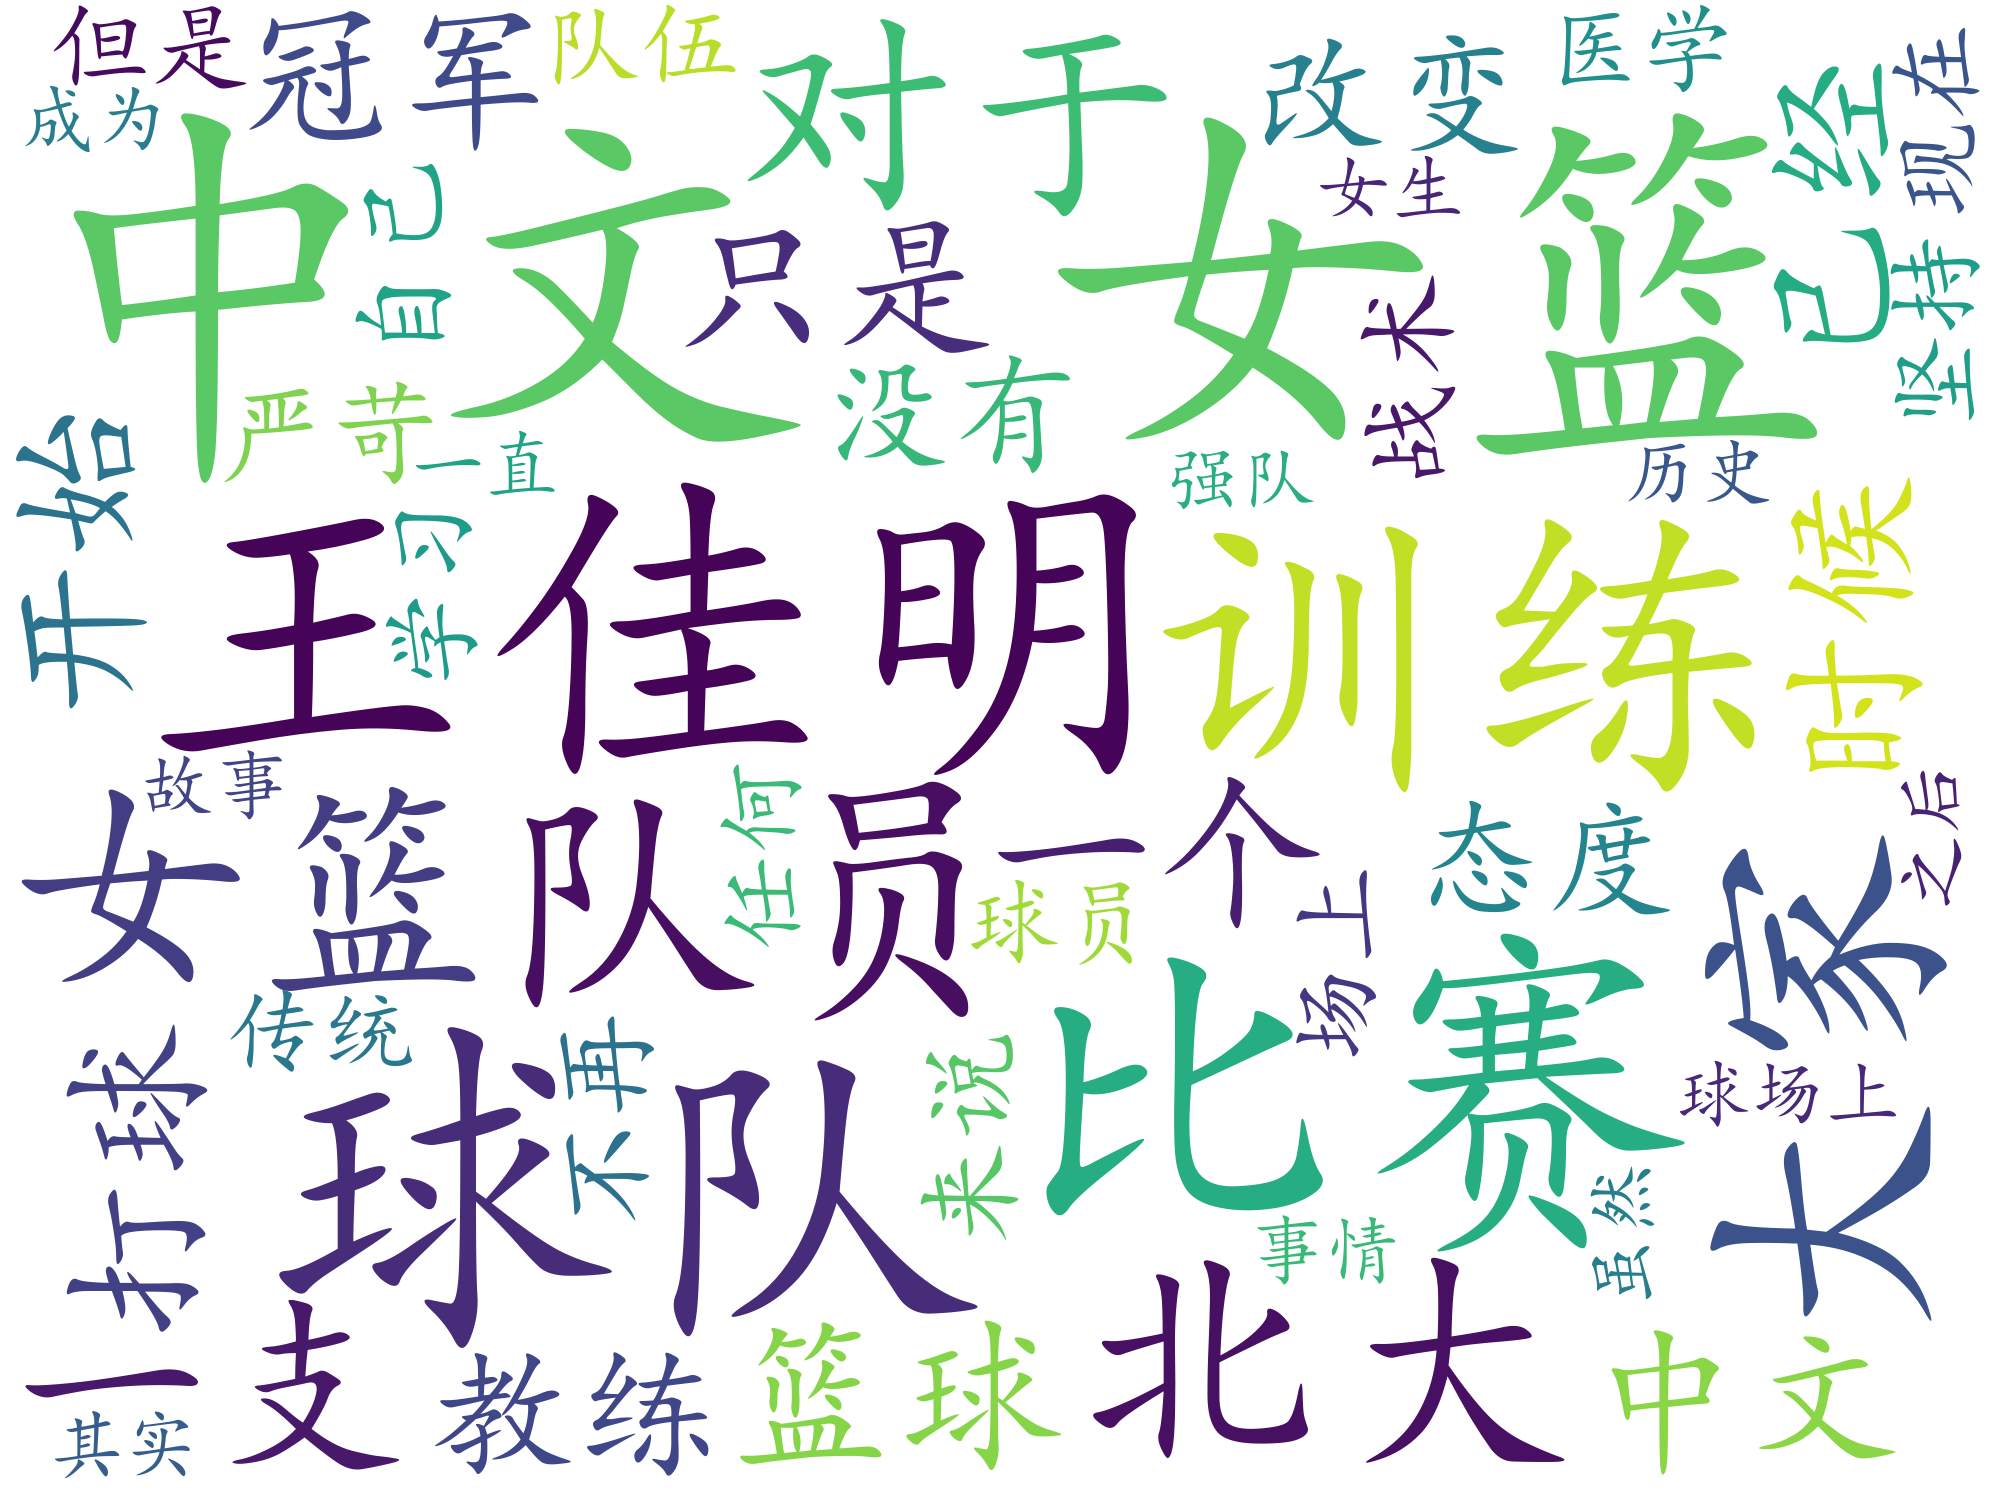 但是
冠军
队伍
对于
改变
医学
已经
现在
成为
中文女篮
女生
自己
只是
坚持
战术
没有
严苛
一直
强队
历史
开始
学习
王佳明
训练
时候
故事
女篮
队员
任何
一个
球员
态度
之后
大家
场上
传统
比赛
打球
球队
不再
来说
球场上
虽然
事情
一支
教练
篮球
北大
中文
其实